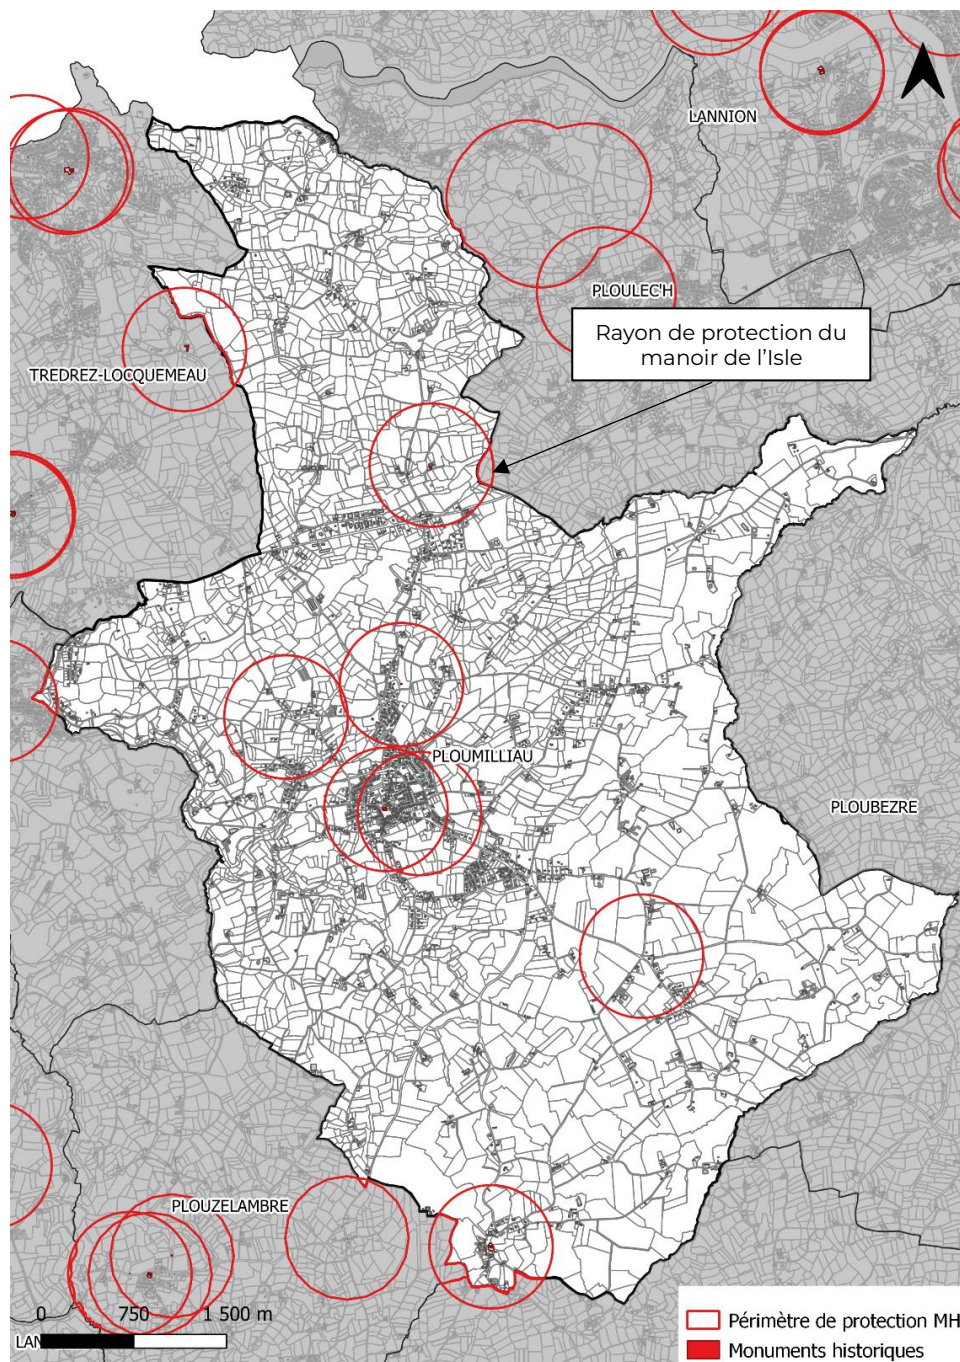 LANNION
PLOULEC'H
Rayon de protection du
manoir de l'Isle
TREDREZ-LOCQUEMEAU
PLOUMILLIAU
PLOUBEZRE
PLOUZELAMBRE
0 750 1 500 m
LAN
Périmètre de protection MH
Monuments historiques